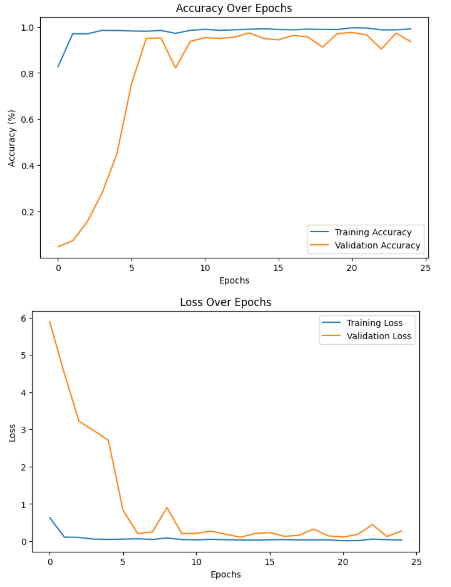 Accuracy Over Epochs
1.0
0.8
0.6
0.4
0.2
Accuracy (%)
Training Accuracy
Validation Accuracy
0
5
10
15
20
25
Epochs
Loss Over Epochs
6
5
4
3
2
1
0
Loss
Training Loss
Validation Loss
0
5
10
15
20
25
Epochs